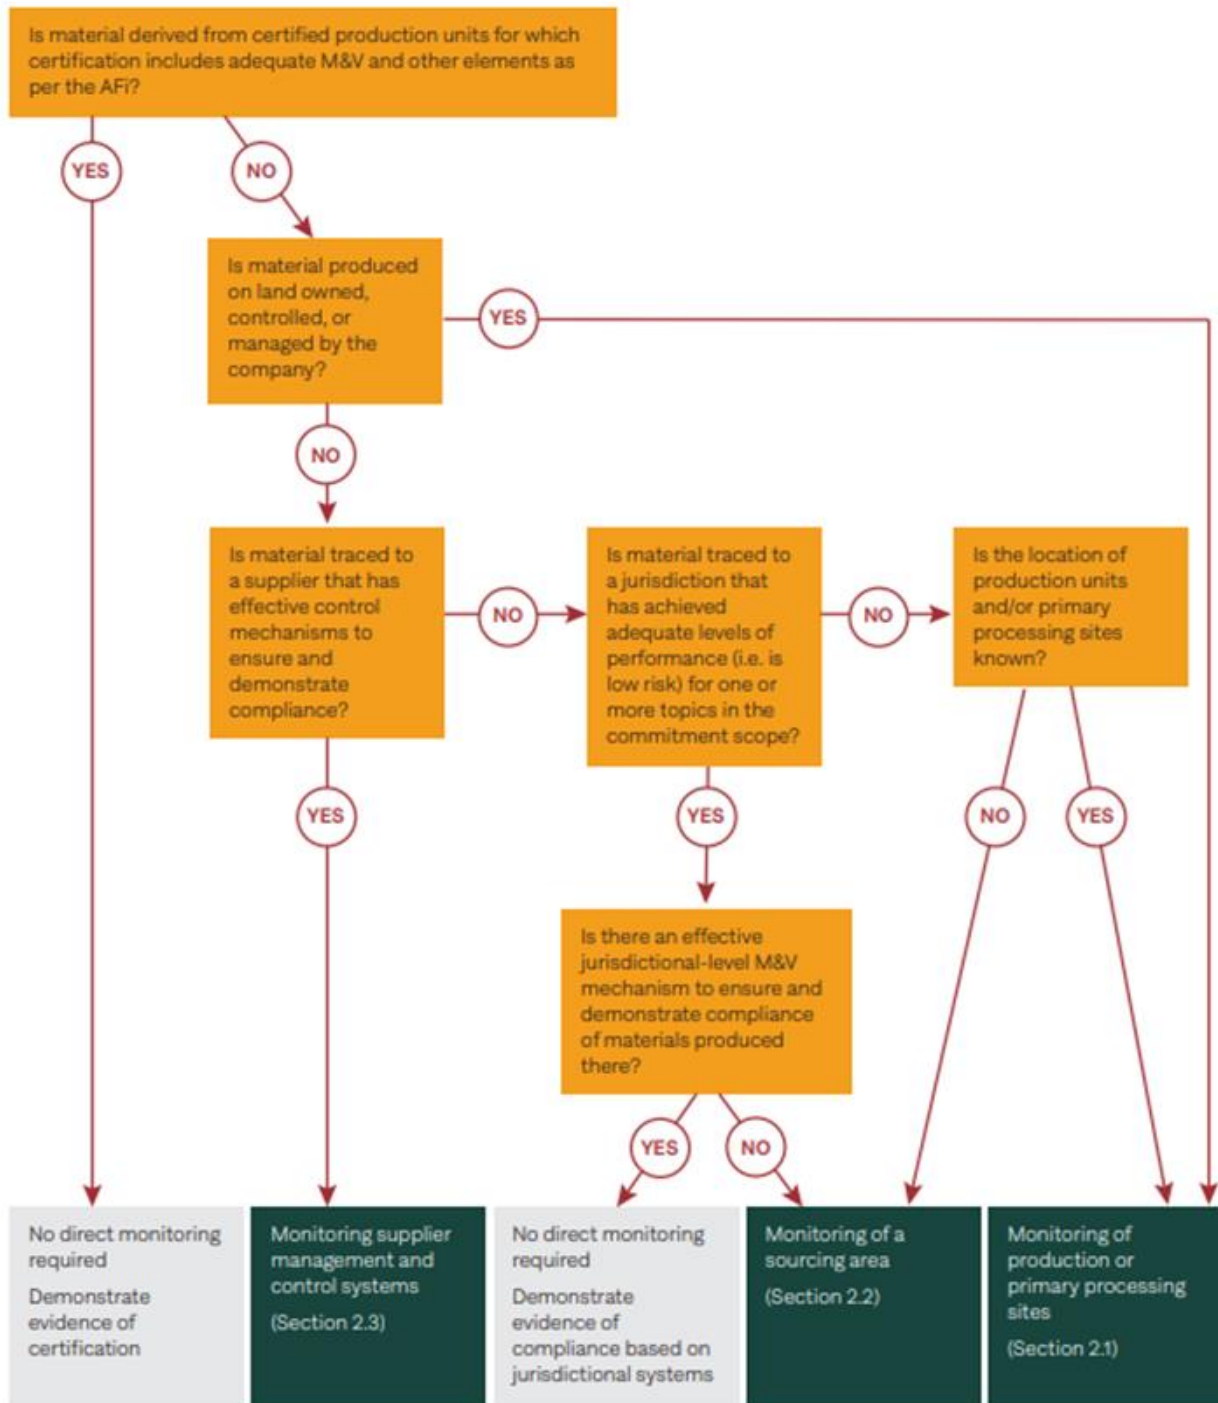 Is material derived from certified production units for which
certification includes adequate M&V and other elements as
per the AFi?
YES
NO
Is material produced
on land owned,
controlled, or
managed by the
company?
YES
NO
Is material traced to
a supplier that has
effective control
mechanisms to
ensure and
demonstrate
compliance?
NO
Is material traced to
a jurisdiction that
has achieved
adequate levels of
performance (i.e. is
low risk) for one or
more topics in the
commitment scope?
NO
Is the location of
production units
and/or primary
processing sites
known?
YES
YES
NO
YES
Is there an effective
jurisdictional-level M&V
mechanism to ensure and
demonstrate compliance
of materials produced
there?
YES
NO
No direct monitoring
required
Demonstrate
evidence of
certification
Monitoring supplier
management and
control systems
(Section 2.3)
No direct monitoring
required
Demonstrate
evidence of
compliance based on
jurisdictional systems
Monitoring of a
sourcing area
(Section 2.2)
Monitoring of
production or
primary processing
sites
(Section 2.1)